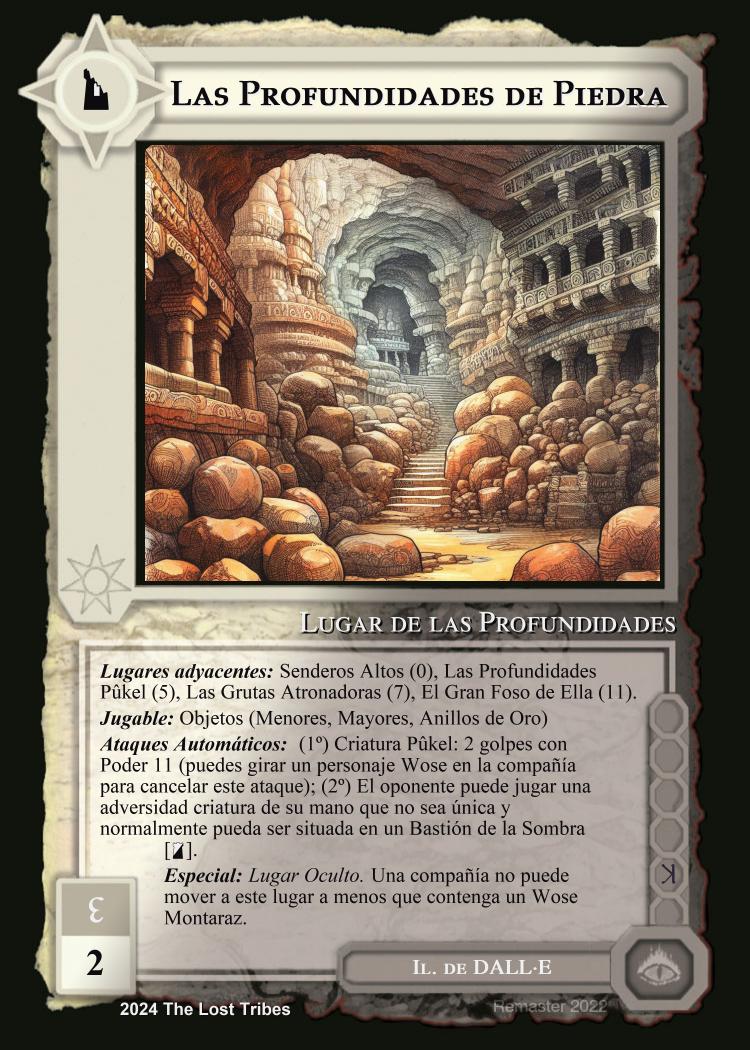 Las Profundidades de Piedra
Lugar de las Profundidades
Lugares adyacentes: Senderos Altos (0), Las Profundidades
Pûkel (5), Las Grutas Atronadoras (7), El Gran Foso de Ella (11).
Jugable: Objetos (Menores, Mayores, Anillos de Oro)
Ataques Automáticos: (1º) Criatura Pûkel: 2 golpes con
Poder 11 (puedes girar un personaje Wose en la compañía
para cancelar este ataque); (2º) El oponente puede jugar una
adversidad criatura de su mano que no sea única y
normalmente pueda ser situada en un Bastión de la Sombra
[].
Especial: Lugar Oculto. Una compañía no puede
mover a este lugar a menos que contenga un Wose
Montaraz.
2
Il. de DALL·E
2024 The Lost Tribes
Remaster 2022